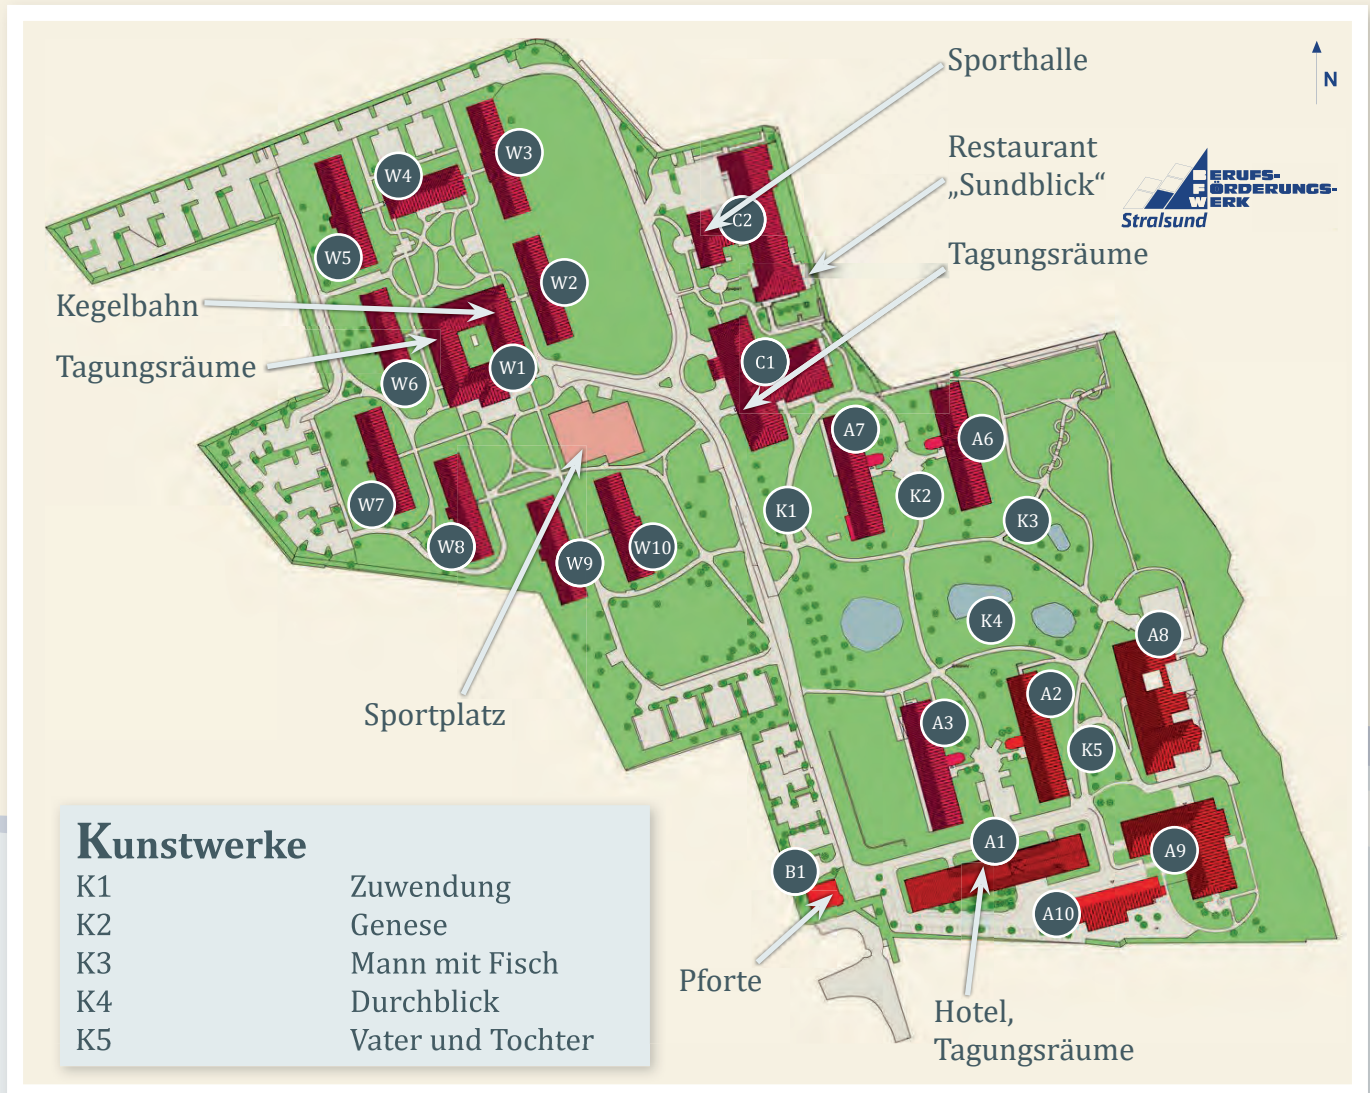 Sporthalle
N
Restaurant
„Sundblick“
BERUFS-
FÖRDERUNGS-
WERK
Stralsund
Tagungsräume
W3
W4
C2
W5
W2
Kegelbahn
Tagungsräume
W1
W6
C1
A7
A6
W7
K2
K1
K3
W8
W10
W9
K4
A8
Sportplatz
A2
A3
K5
A1
A9
B1
A10
Pforte
Hotel,
Tagungsräume
Kunstwerke
K1 Zuwendung
K2 Genese
K3 Mann mit Fisch
K4 Durchblick
K5 Vater und Tochter